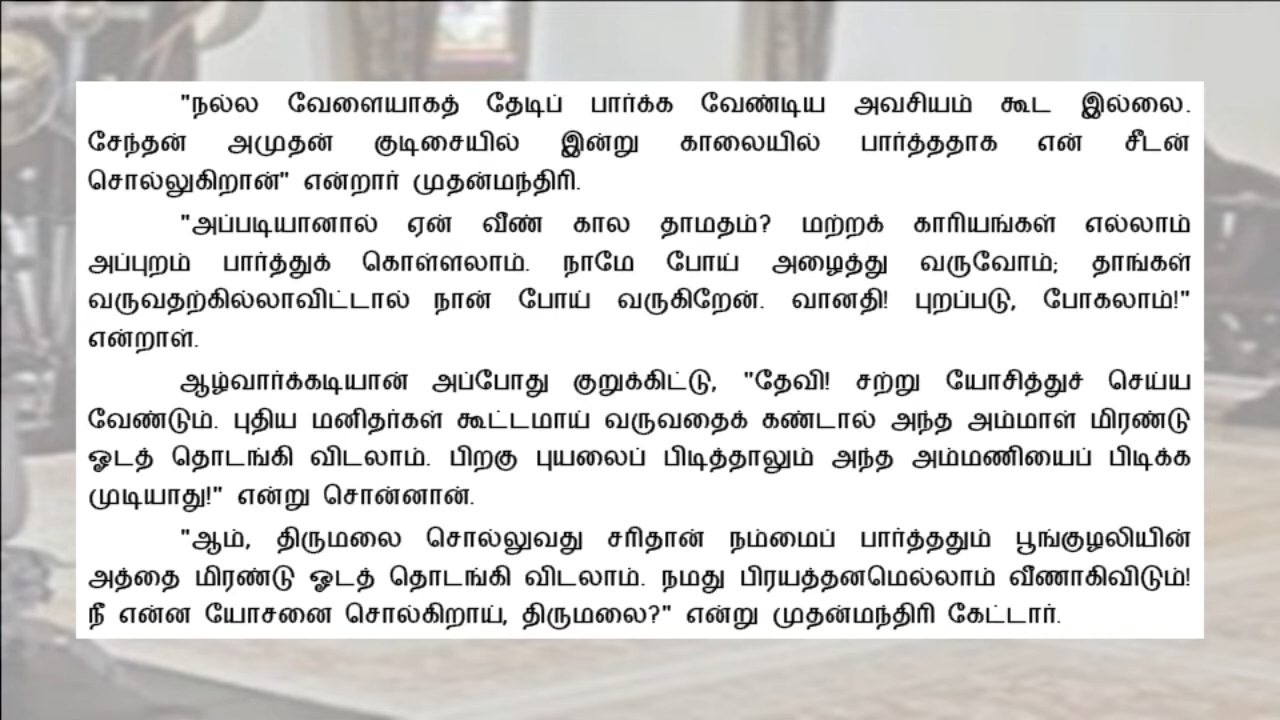 "நல்ல வேளையாகத் தேடிப் பார்க்க வேண்டிய அவசியம் கூட இல்லை.
சேந்தன் அமுதன் குடிசையில் இன்று காலையில் பார்த்ததாக என் சீடன்
சொல்லுகிறான்" என்றார் முதன்மந்திரி.
"அப்படியானால் ஏன் வீண் கால தாமதம்? மற்றக் காரியங்கள் எல்லாம்
அப்புறம் பார்த்துக் கொள்ளலாம். நாமே போய் அழைத்து வருவோம்; தாங்கள்
வருவதற்கில்லாவிட்டால் நான் போய் வருகிறேன். வானதி! புறப்படு, போகலாம்!"
என்றாள்.
ஆழ்வார்க்கடியான் அப்போது குறுக்கிட்டு, "தேவி! சற்று யோசித்துச் செய்ய
வேண்டும். புதிய மனிதர்கள் கூட்டமாய் வருவதைக் கண்டால் அந்த அம்மாள் மிரண்டு
ஓடத் தொடங்கி விடலாம். பிறகு புயலைப் பிடித்தாலும் அந்த அம்மணியைப் பிடிக்க
முடியாது!" என்று சொன்னான்.
"ஆம், திருமலை சொல்லுவது சரிதான் நம்மைப் பார்த்ததும் பூங்குழலியின்
அத்தை மிரண்டு ஓடத் தொடங்கி விடலாம். நமது பிரயத்தனமெல்லாம் வீணாகிவிடும்!
நீ என்ன யோசனை சொல்கிறாய், திருமலை?" என்று முதன்மந்திரி கேட்டார்.